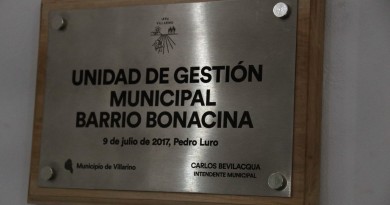 UNIDAD DE GESTIÓN
MUNICIPAL
BARRIO BONACINA
9 de julio de 2017, Pedro Luro
Municipio de Villarino
CARLOS BEVILACQUA
INTENDENTE MUNICIPAL